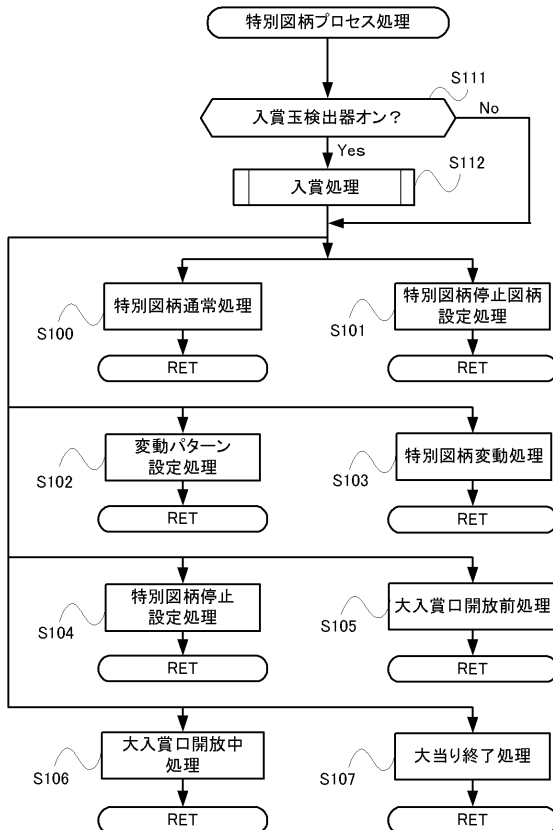 特別図柄プロセス処理
S111
入賞玉検出器オン?
No
Yes
S112
入賞処理
特別図柄通常処理
S100
RET
特別図柄停止図柄
設定処理
S101
RET
変動パターン
設定処理
S102
RET
特別図柄変動処理
S103
RET
特別図柄停止
設定処理
S104
RET
大入賞口開放前処理
S105
RET
大入賞口開放中
処理
S106
RET
大当り終了処理
S107
RET